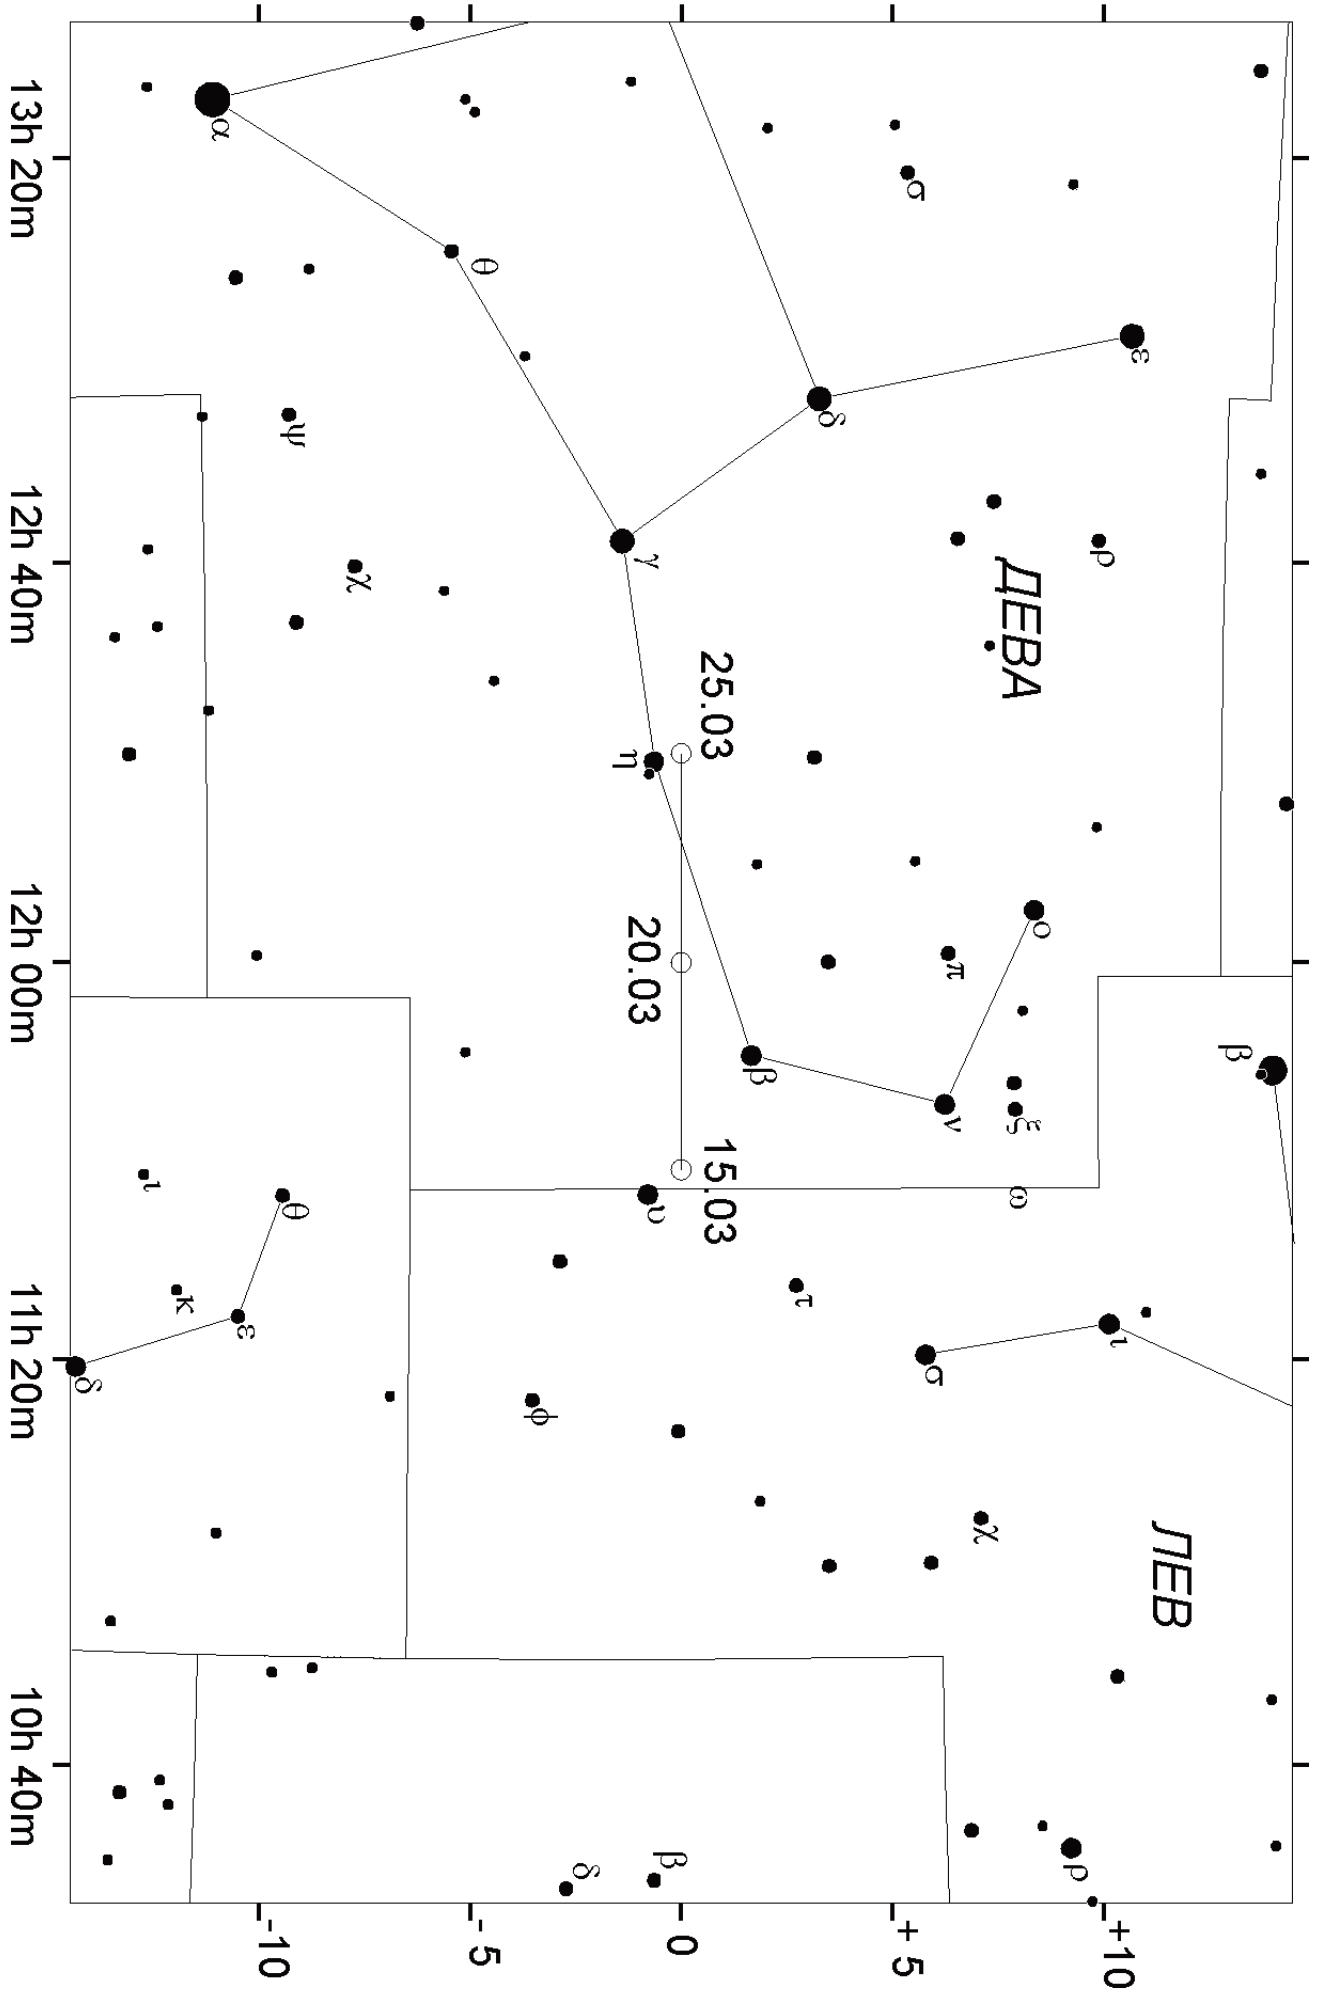 13h 20m
12h 40m
12h 00m
11h 20m
10h 40m
+10
+5
0
-5
-10
ДЕВА
ЛЕВ
25.03
20.03
15.03
α
θ
σ
ε
δ
ψ
γ
χ
ρ
η
ο
π
β
ν
ξ
β
ω
υ
ι
θ
κ
ε
δ
τ
ι
σ
φ
χ
ρ
β
δ